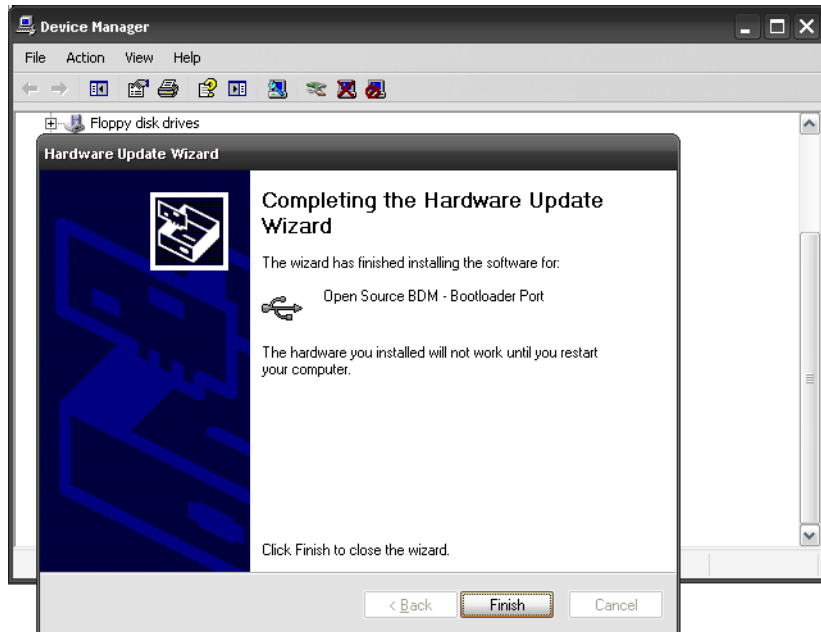 Device Manager
File Action View Help
Floppy disk drives
Hardware Update Wizard
Completing the Hardware Update
Wizard
The wizard has finished installing the software for:
Open Source BDM - Bootloader Port
The hardware you installed will not work until you restart
your computer.
Click Finish to close the wizard.
< Back Finish Cancel